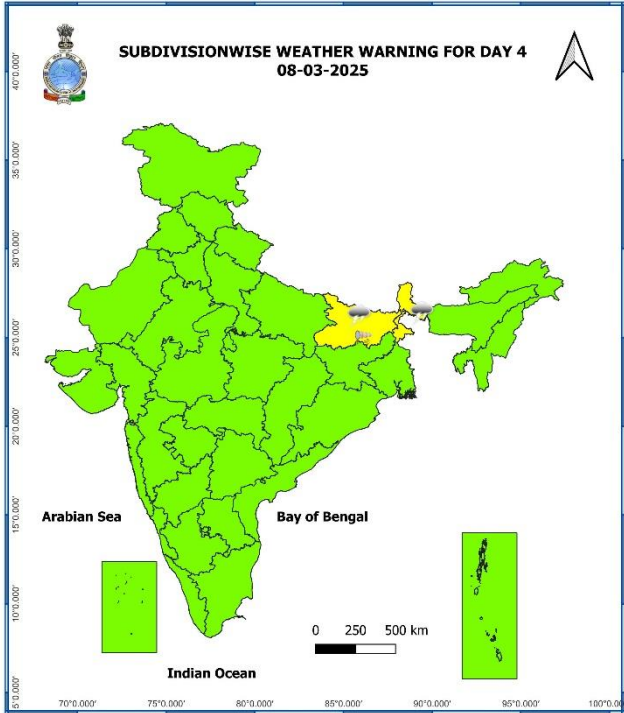 SUBDIVISIONWISE WEATHER WARNING FOR DAY 4
08-03-2025
40°0.000'
35°0.000'
30°0.000'
25°0.000'
20°0.000'
15°0.000'
10°0.000'
5°0.000'
Arabian Sea
Bay of Bengal
0 250 500 km
Indian Ocean
70°0.000' 75°0.000' 80°0.000' 85°0.000' 90°0.000' 95°0.000' 100°0.0